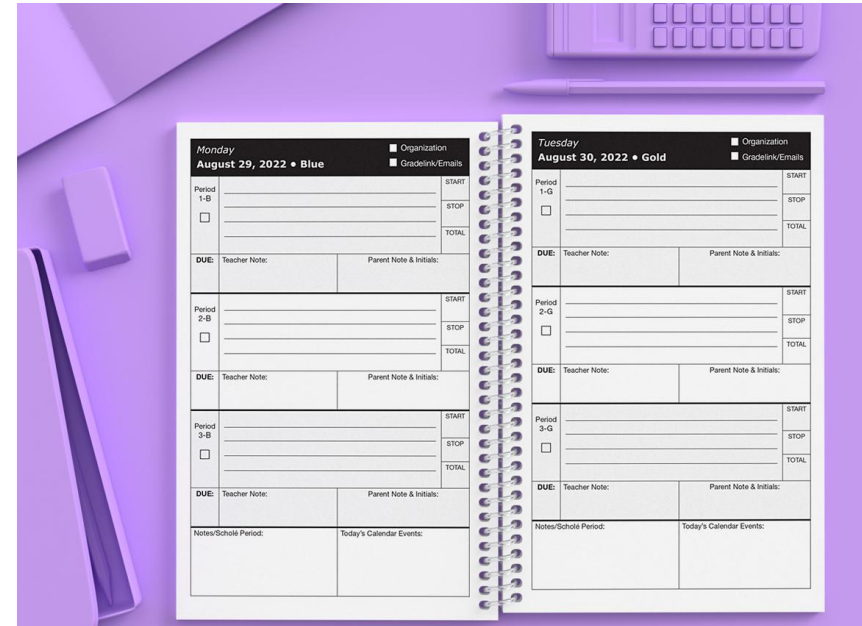 Monday
August 29, 2022 • Blue
Organization
Gradelink/Emails
Period
1-B
START
STOP
TOTAL
DUE:
Teacher Note:
Parent Note & Initials:
Period
2-B
START
STOP
TOTAL
DUE:
Teacher Note:
Parent Note & Initials:
Period
3-B
START
STOP
TOTAL
DUE:
Teacher Note:
Parent Note & Initials:
Notes/Scholé Period:
Today's Calendar Events:
Tuesday
August 30, 2022 • Gold
Organization
Gradelink/Emails
Period
1-G
START
STOP
TOTAL
DUE:
Teacher Note:
Parent Note & Initials:
Period
2-G
START
STOP
TOTAL
DUE:
Teacher Note:
Parent Note & Initials:
Period
3-G
START
STOP
TOTAL
DUE:
Teacher Note:
Parent Note & Initials:
Notes/Scholé Period:
Today's Calendar Events: